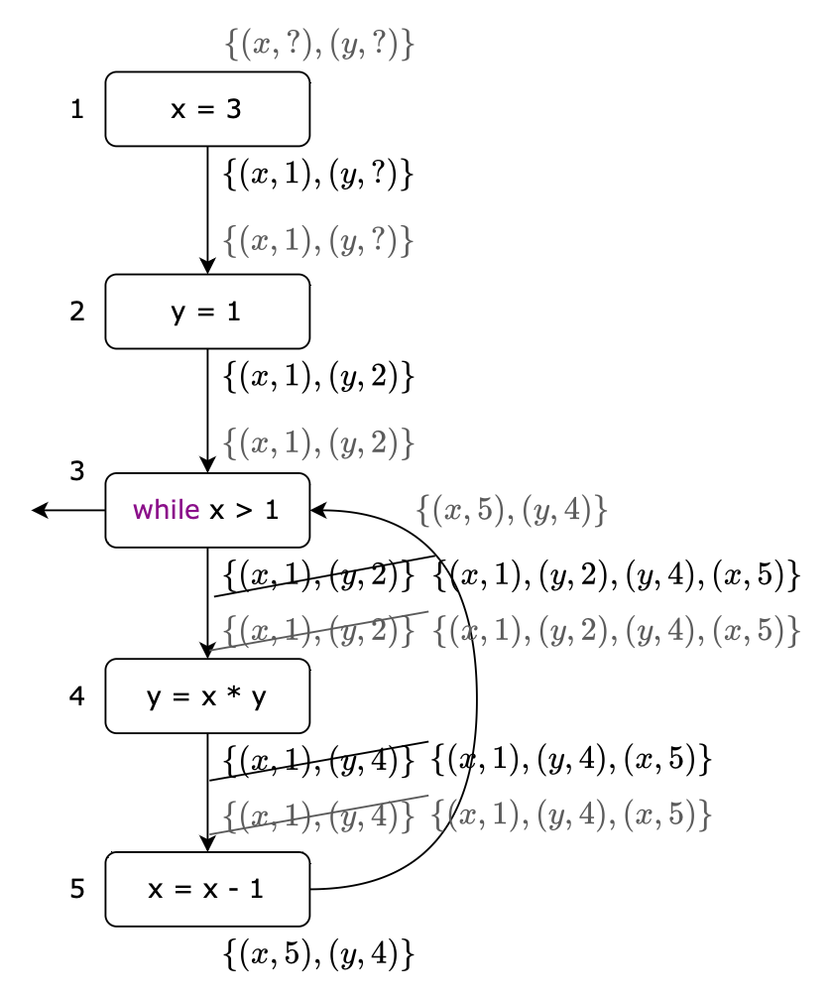 {(x, ?), (y, ?)}
1
x = 3
{(x, 1), (y, ?)}
{(x, 1), (y, ?)}
2
y = 1
{(x, 1), (y, 2)}
{(x, 1), (y, 2)}
3
while x > 1
{(x, 5), (y, 4)}
{(x, 1), (y, 2)} {(x, 1), (y, 2), (y, 4), (x, 5)}
{(x, 1), (y, 2)} {(x, 1), (y, 2), (y, 4), (x, 5)}
4
y = x * y
{(x, 1), (y, 4)} {(x, 1), (y, 4), (x, 5)}
{(x, 1), (y, 4)} {(x, 1), (y, 4), (x, 5)}
5
x = x - 1
{(x, 5), (y, 4)}